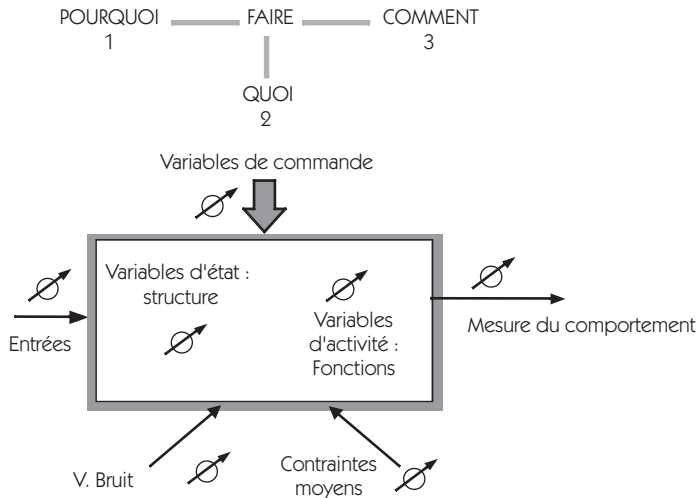 POURQUOI FAIRE COMMENT
1 3
QUOI
2
Variables de commande
Variables d'état :
structure
Variables
d'activité :
Fonctions
Entrées
Mesure du comportement
V. Bruit
Contraintes
moyens